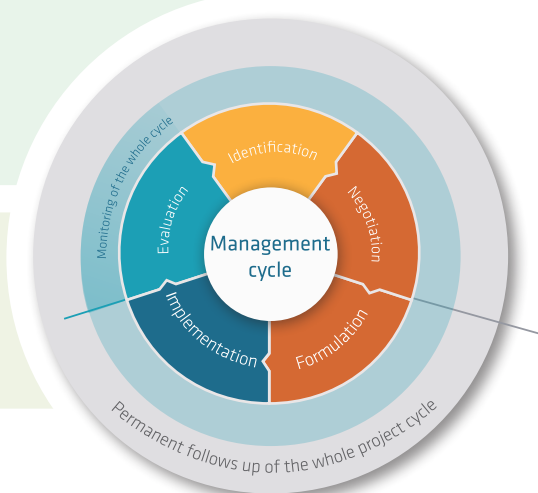 Management
cycle
Identification
Negotiation
Formulation
Implementation
Evaluation
Monitoring of the whole cycle
Permanent follows up of the whole project cycle